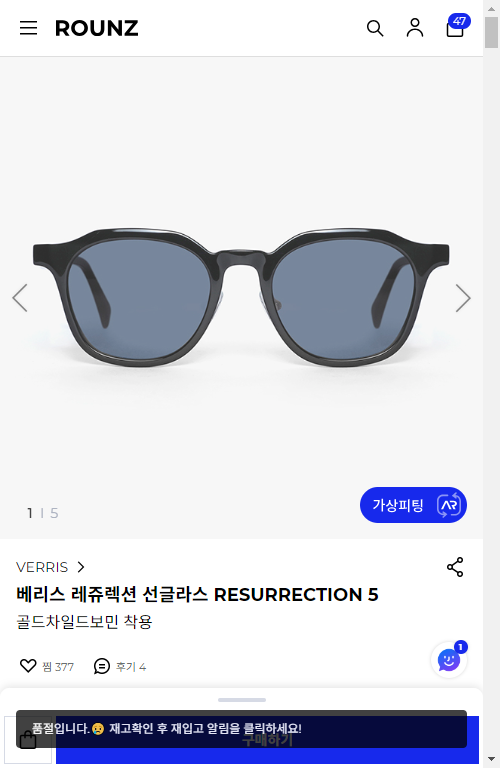 ROUNZ
47
1 | 5
가상피팅 AR
VERRIS
베리스 레쥬렉션 선글라스 RESURRECTION 5
골드차일드보민 착용
찜 377
후기 4
1
품절입니다.😥 재고확인 후 재입고 알림을 클릭하세요!
구매하기